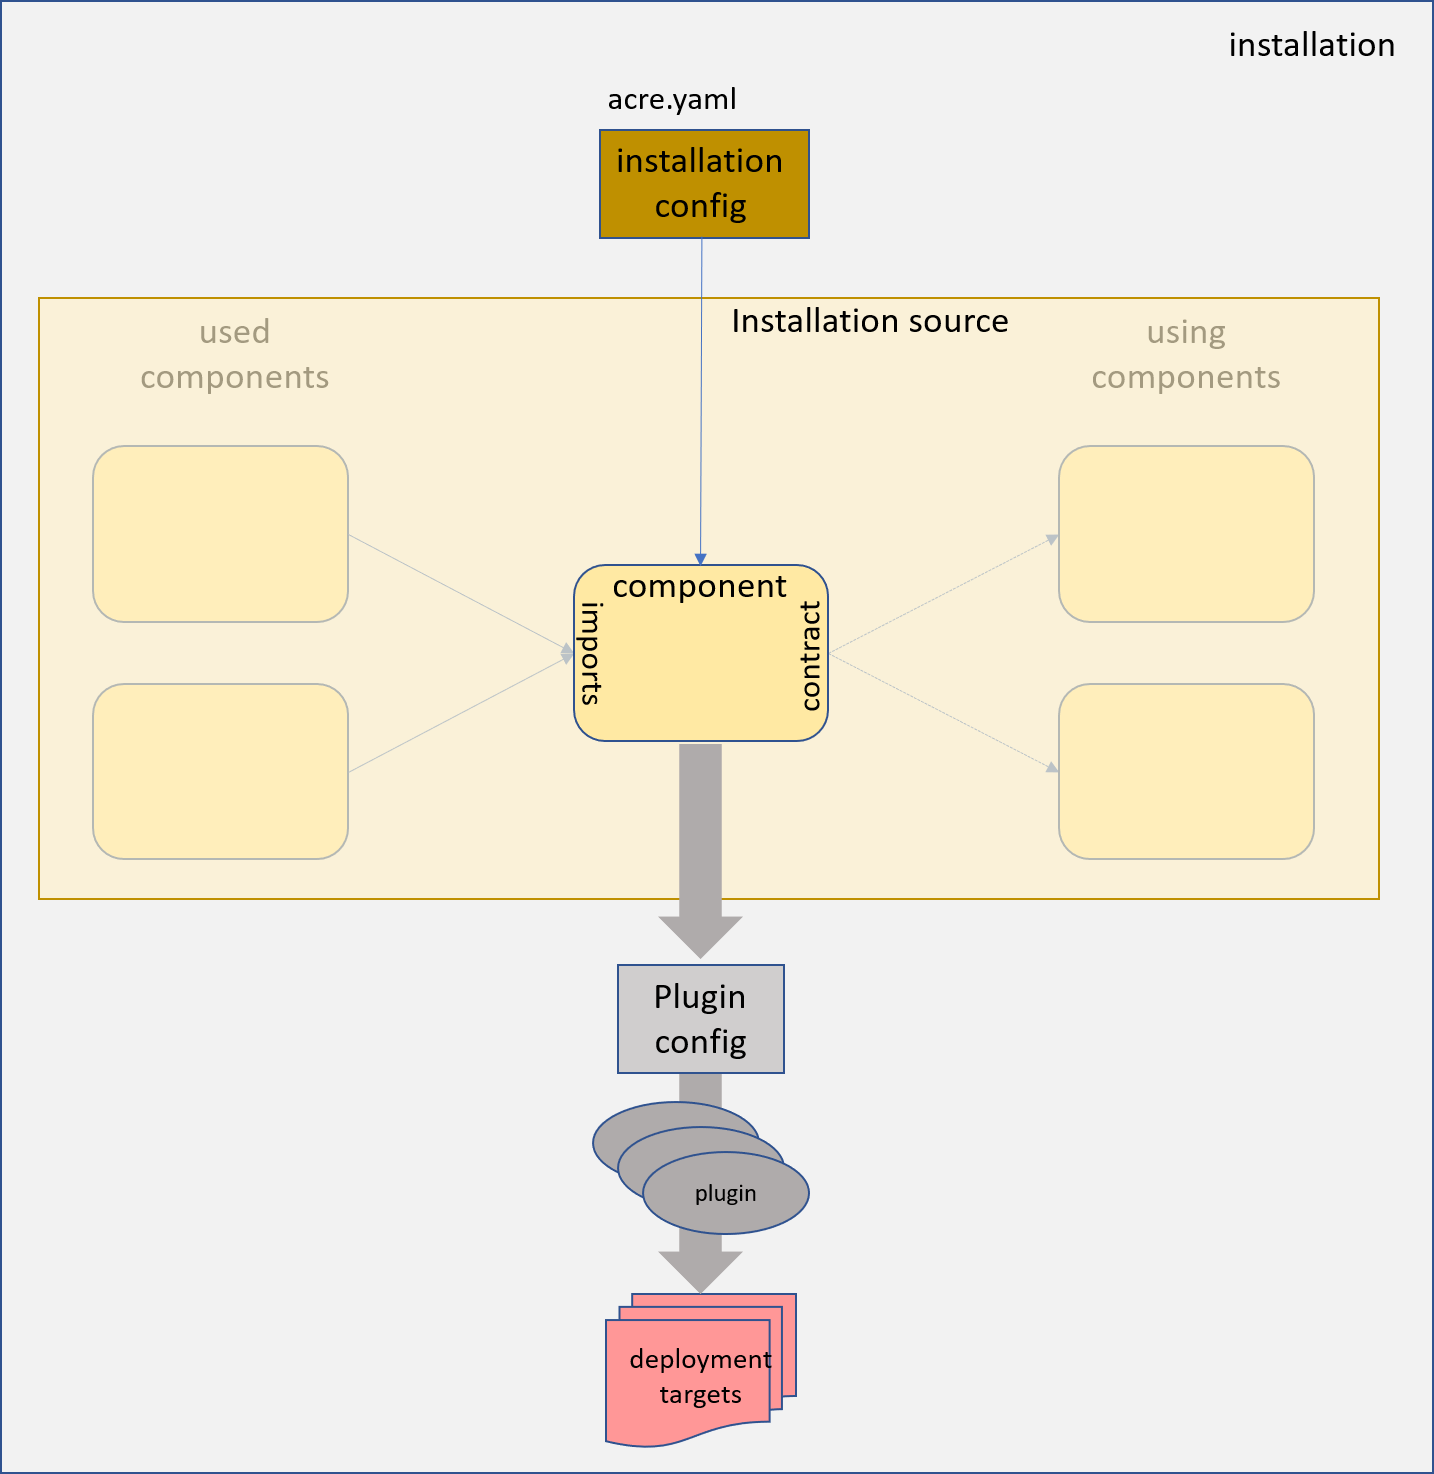 installation
acre.yaml
installation
config
Installation source
used
components
using
components
component
imports
contract
Plugin
config
plugin
deployment
targets